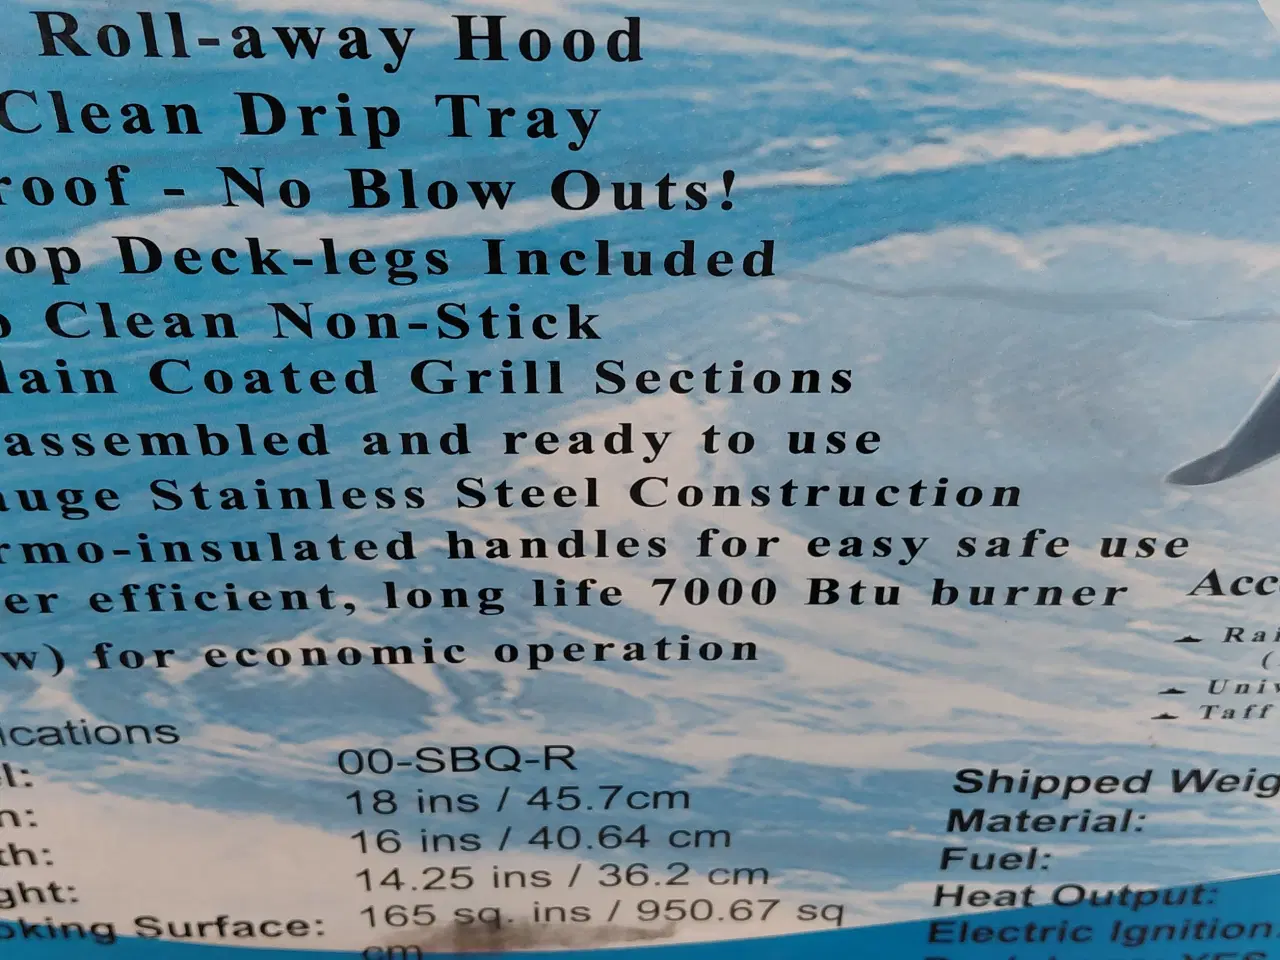 Roll-away Hood
Clean Drip Tray
roof - No Blow Outs!
op Deck-legs Included
o Clean Non-Stick
lain Coated Grill Sections
assembled and ready to use
auge Stainless Steel Construction
rmo-insulated handles for easy safe use
er efficient, long life 7000 Btu burner
w) for economic operation
Acc
Rai
(
Univ
Taff
ications
l: 00-SBQ-R
h: 18 ins / 45.7cm
th: 16 ins / 40.64 cm
ght: 14.25 ins / 36.2 cm
oking Surface: 165 sq. ins / 950.67 sq
cm
Shipped Weig
Material:
Fuel:
Heat Output:
Electric Ignition: